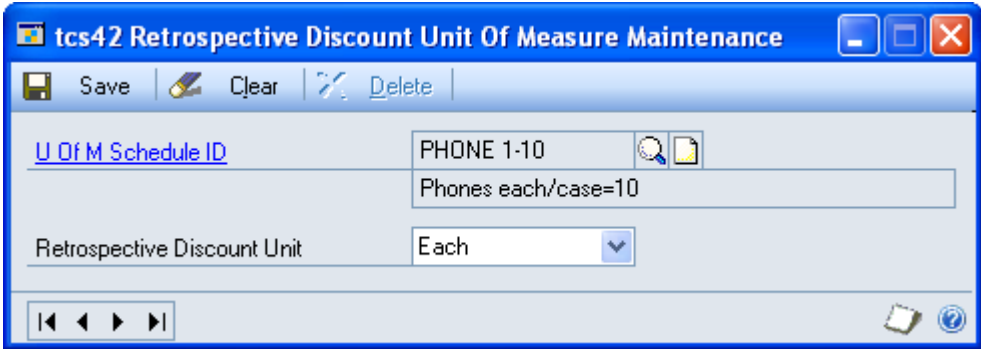 tcs42 Retrospective Discount Unit Of Measure Maintenance
Save Clear Delete
U Of M Schedule ID PHONE 1-10
Phones each/case=10
Retrospective Discount Unit Each